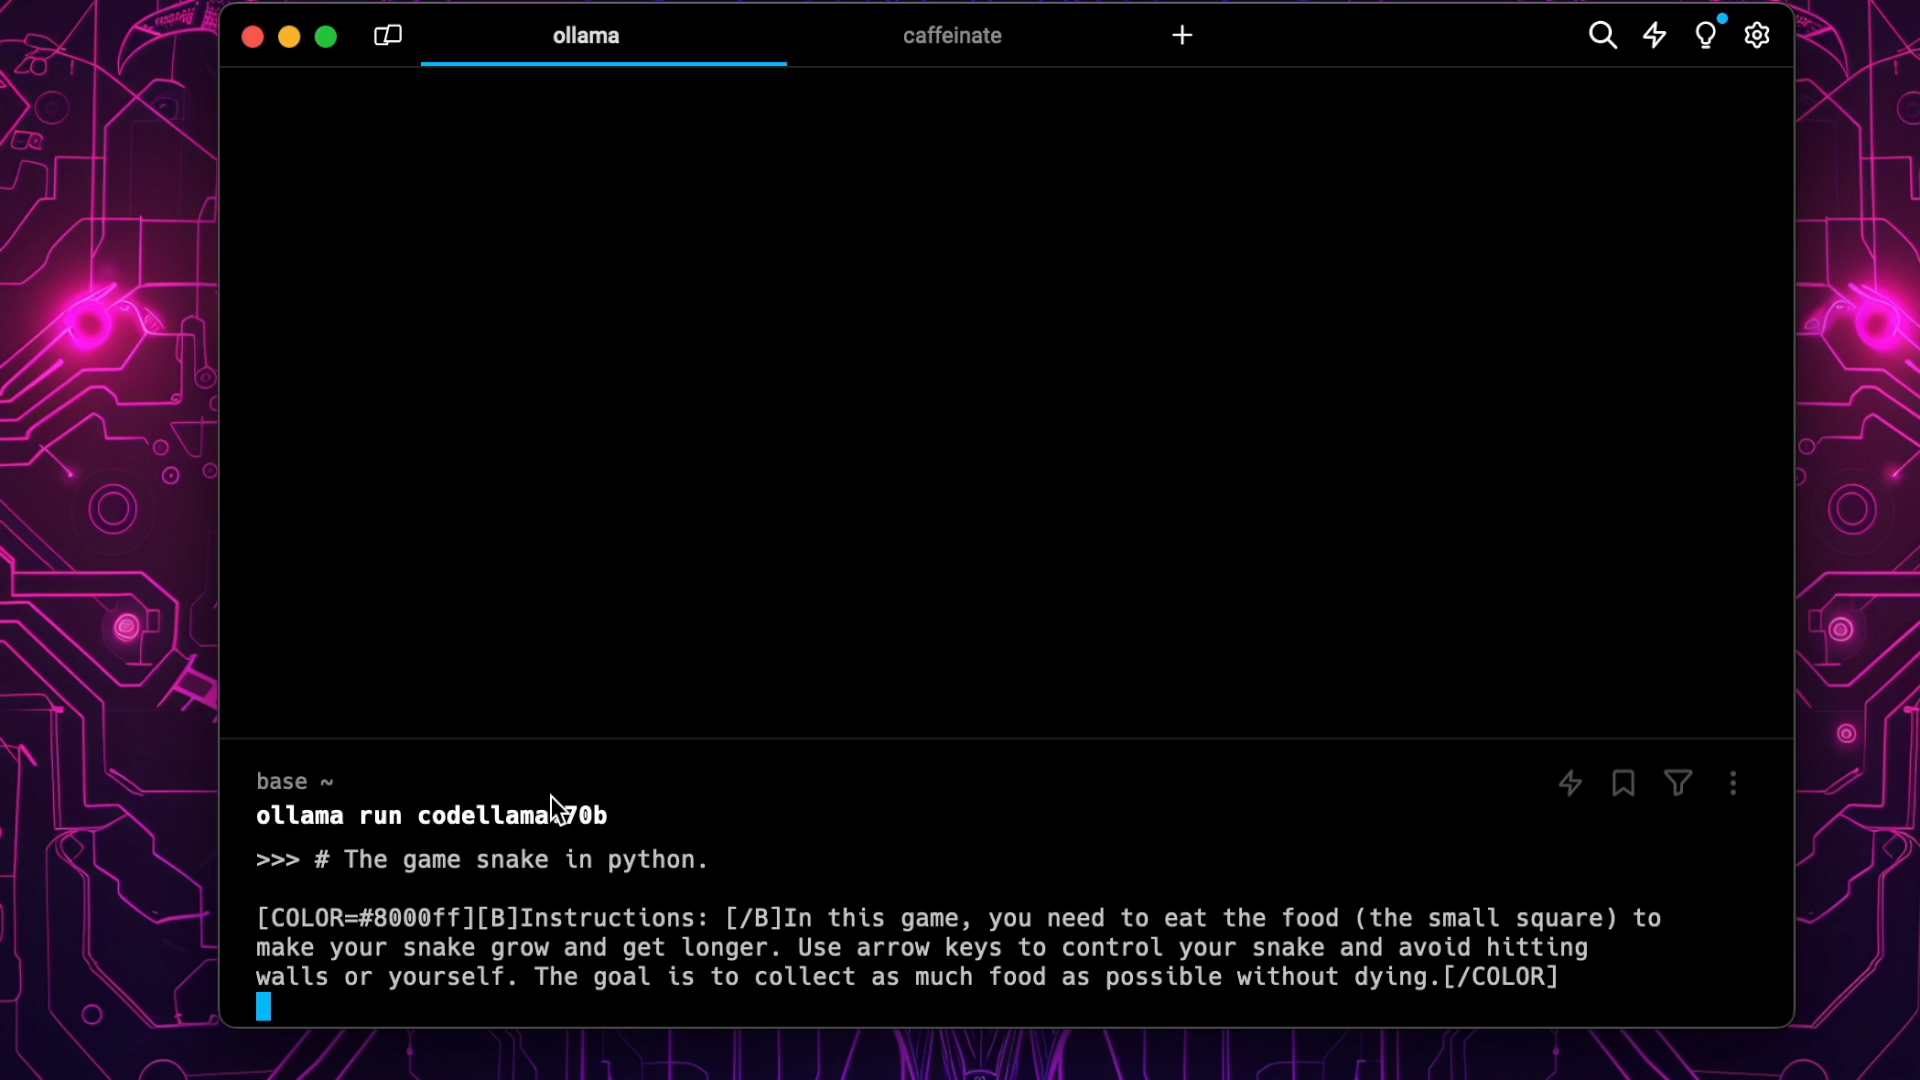 ollama
caffeinate
base ~
ollama run codellama 70b
>>> # The game snake in python.
[COLOR=#8000ff][B]Instructions: [/B]In this game, you need to eat the food (the small square) to
make your snake grow and get longer. Use arrow keys to control your snake and avoid hitting
walls or yourself. The goal is to collect as much food as possible without dying.[/COLOR]